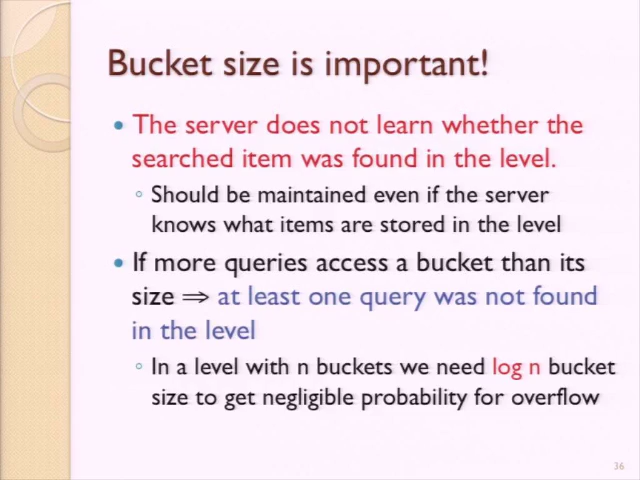 Bucket size is important!
• The server does not learn whether the
searched item was found in the level.
◦ Should be maintained even if the server
knows what items are stored in the level
• If more queries access a bucket than its
size ⟹ at least one query was not found
in the level
◦ In a level with n buckets we need log n bucket
size to get negligible probability for overflow
36